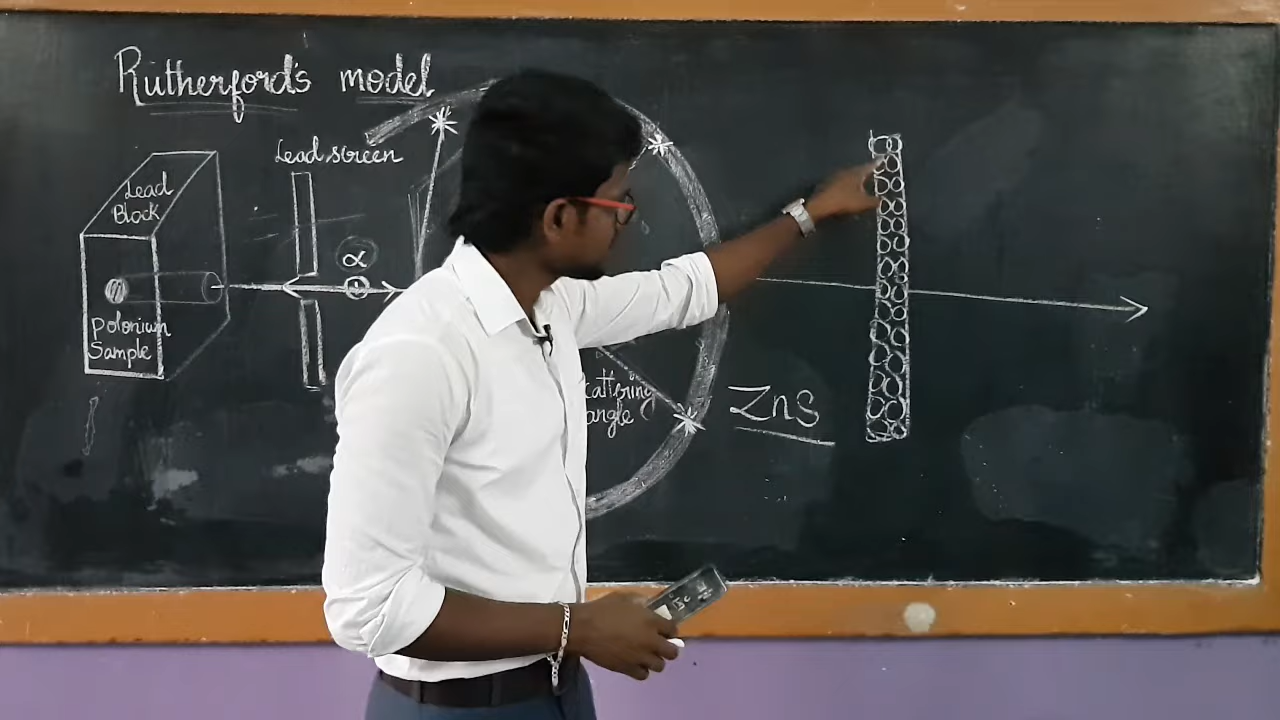 Rutherford's model
Lead screen
Lead
Block
α
Polonium
Sample
cattering
angle
ZnS